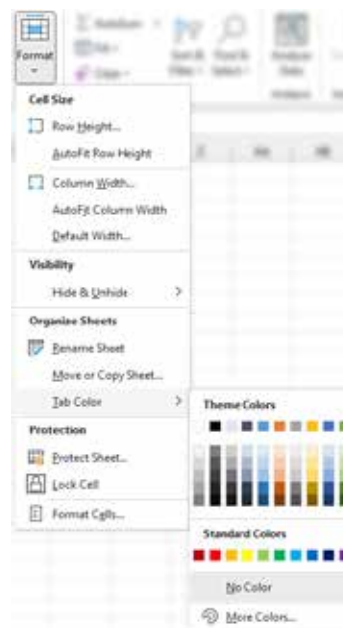 Format
Cell Size
Row Height...
AutoFit Row Height
Column Width...
AutoFit Column Width
Default Width...
Visibility
Hide & Unhide
Organize Sheets
Rename Sheet
Move or Copy Sheet...
Tab Color
Protection
Protect Sheet...
Lock Cell
Format Cells...
Theme Colors
Standard Colors
No Color
More Colors...